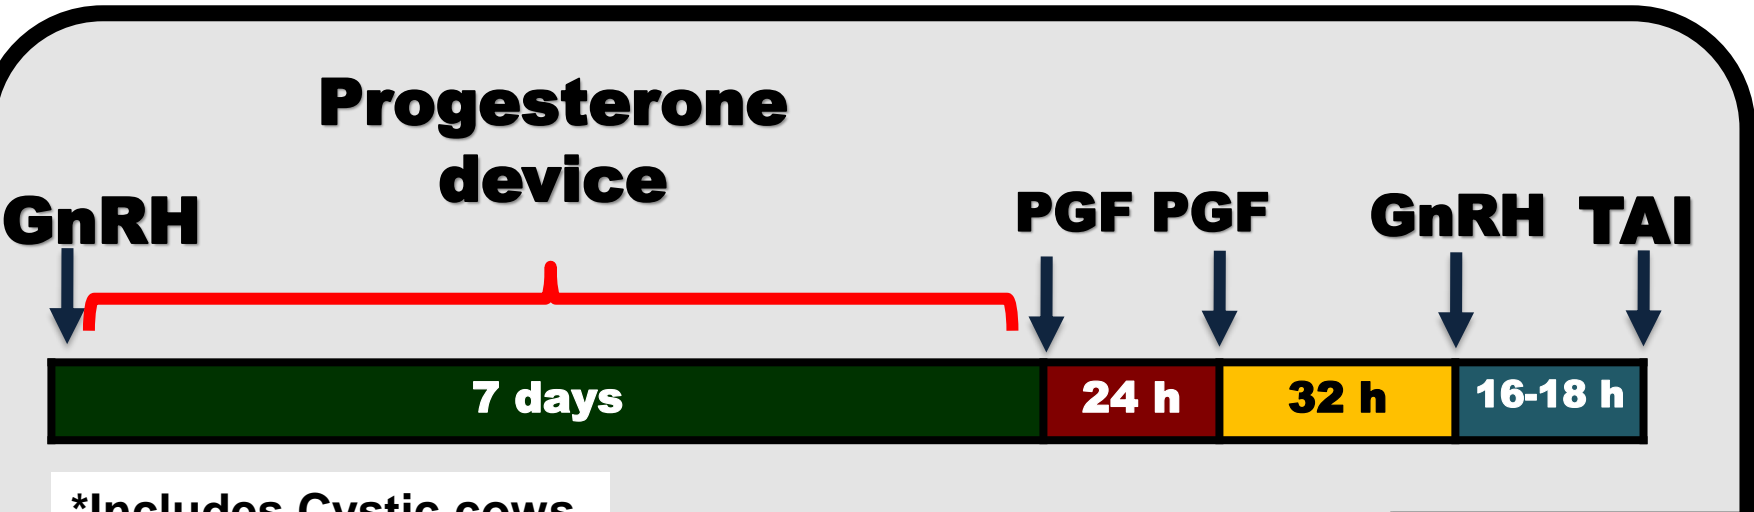 Progesterone
device
GnRH
PGF PGF
GnRH
TAI
7 days
24 h
32 h
16-18 h
*Includes Cystic cows